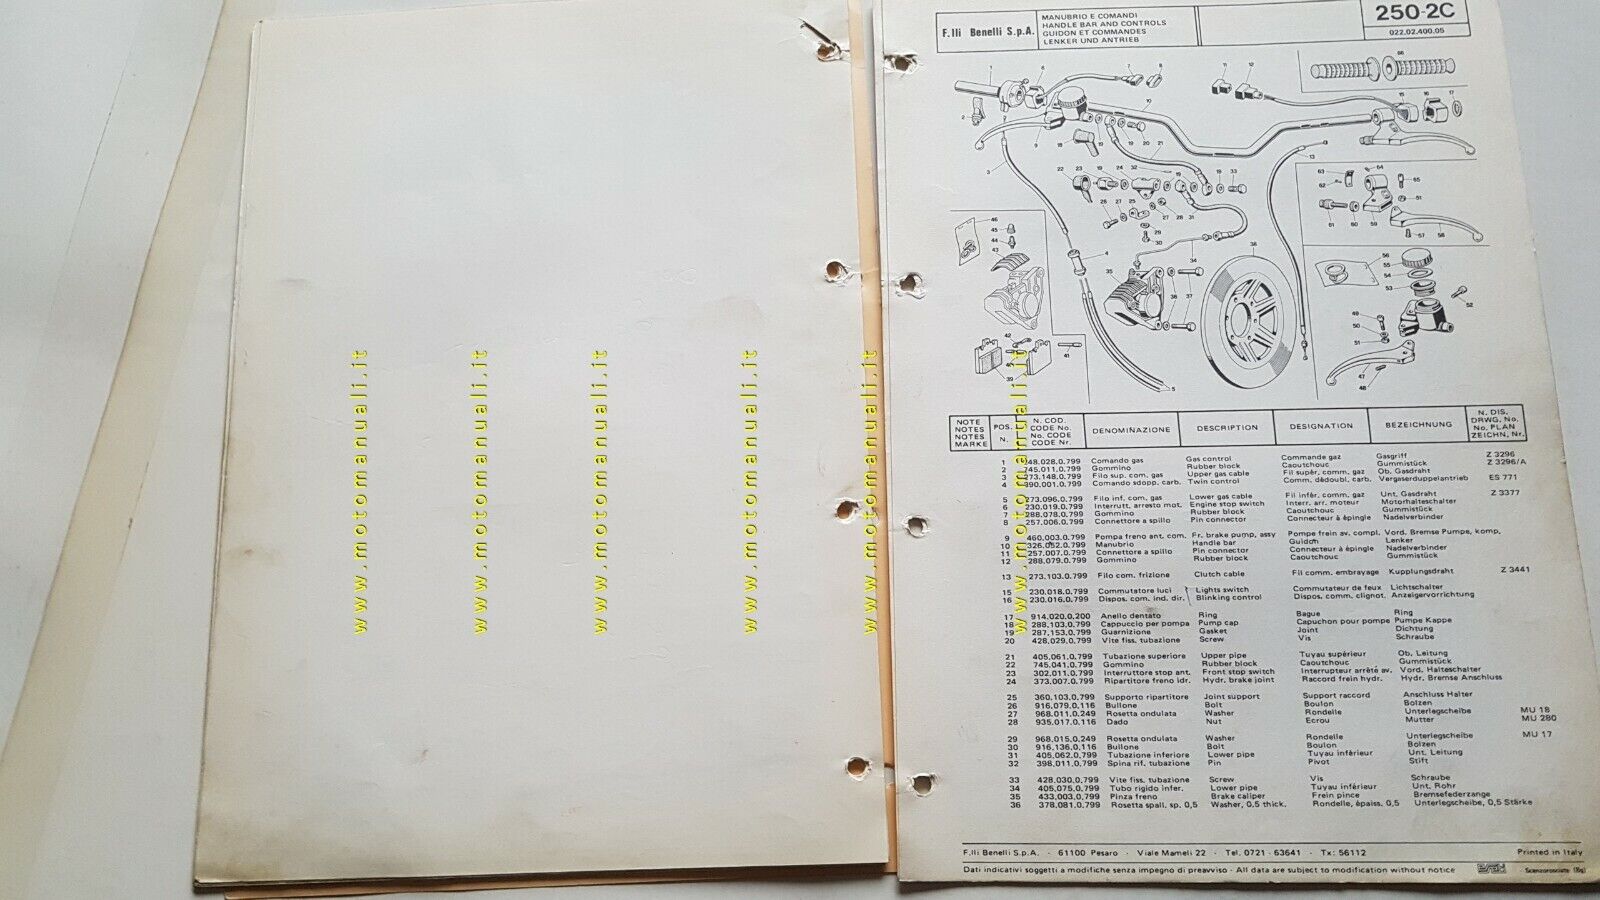 F.lli Benelli S.p.A.
MANUBRIO E COMANDI
HANDLE BAR AND CONTROLS
GUIDON ET COMMANDES
LENKER UND ANTRIEB
250-2C
022.02.400.05
NOTE NOTES NOTES MARKE
POS. N.
N. COD. CODE No. No. CODE CODE Nr.
DENOMINAZIONE
DESCRIPTION
DESIGNATION
BEZEICHNUNG
N. DIS. DRWG, No. No. PLAN ZEICHN, Nr.
1 Comando gas Gas control Commande gaz Gasgriff Z 3296
2 745.011.0.799 Gommino Rubber block Caoutchouc Gummistück Z 3296/A
3 273.148.0.799 Filo sup. com. gas Upper gas cable Fil supér. comm. gaz Ob. Gasdraht
4 390.001.0.799 Comando sdopp. carb. Twin control Comm. dédoubl. carb. Vergaserduppelantrieb ES 771
5 273.096.0.799 Filo inf. com. gas Lower gas cable Fil infér. comm. gaz Unt. Gasdraht Z 3377
6 230.019.0.799 Interrutt. arresto mot. Engine stop switch Interr. arr. moteur Motorhalteschalter
7 288.078.0.799 Gommino Rubber block Caoutchouc Gummistück
8 257.006.0.799 Connettore a spillo Pin connector Connecteur à épingle Nadelverbinder
9 460.003.0.799 Pompa freno ant. com. Fr. brake pump, assy Pompe frein av. compl. Vord. Bremse Pumpe, komp.
10 326.052.0.799 Manubrio Handle bar Guidon Lenker
11 257.007.0.799 Connettore a spillo Pin connector Connecteur à épingle Nadelverbinder
12 288.079.0.799 Gommino Rubber block Caoutchouc Gummistück
13 273.103.0.799 Filo com. frizione Clutch cable Fil comm. embrayage Kupplungsdraht Z 3441
15 230.018.0.799 Commutatore luci Lights switch Commutateur de feux Lichtschalter
16 230.016.0.799 Dispos. com. ind. dir. Blinking control Dispos. comm. clignot. Anzeigervorrichtung
17 914.020.0.200 Anello dentato Ring Bague Ring
18 288.103.0.799 Cappuccio per pompa Pump cap Capuchon pour pompe Pumpe Kappe
19 287.153.0.799 Guarnizione Gasket Joint Dichtung
20 428.029.0.799 Vite fiss. tubazione Screw Vis Schraube
21 405.061.0.799 Tubazione superiore Upper pipe Tuyau supérieur Ob. Leitung
22 745.041.0.799 Gommino Rubber block Caoutchouc Gummistück
23 302.011.0.799 Interruttore stop ant. Front stop switch Interrupteur arrêté av. Vord. Halteschalter
24 373.007.0.799 Ripartitore freno idr. Hydr. brake joint Raccord frein hydr. Hydr. Bremse Anschluss
25 360.103.0.799 Supporto ripartitore Joint support Support raccord Anschluss Halter
26 916.079.0.116 Bullone Bolt Boulon Bolzen
27 968.011.0.249 Rosetta ondulata Washer Rondelle Unterlegscheibe MU 18
28 935.017.0.116 Dado Nut Ecrou Mutter MU 280
29 968.015.0.249 Rosetta ondulata Washer Rondelle Unterlegscheibe MU 17
30 916.136.0.116 Bullone Bolt Boulon Bolzen
31 405.062.0.799 Tubazione inferiore Lower pipe Tuyau inférieur Unt. Leitung
32 398.011.0.799 Spina rif. tubazione Pin Pivot Stift
33 428.030.0.799 Vite fiss. tubazione Screw Vis Schraube
34 405.075.0.799 Tubo rigido infer. Lower pipe Tuyau inférieur Unt. Rohr
35 433.003.0.799 Pinza freno Brake caliper Frein pince Bremsefederzange
36 378.081.0.799 Rosetta spall. sp. 0,5 Washer, 0.5 thick. Rondelle, épaiss. 0,5 Unterlegscheibe, 0,5 Stärke
F.lli Benelli S.p.A. - 61100 Pesaro - Viale Mameli 22 - Tel. 0721 - 63641 - Tx: 56112
Printed in Italy
Dati indicativi soggetti a modifiche senza impegno di preavviso - All data are subject to modification without notice
www.motomanuali.it
www.motomanuali.it
www.motomanuali.it
www.motomanuali.it
www.motomanuali.it
www.motomanuali.it